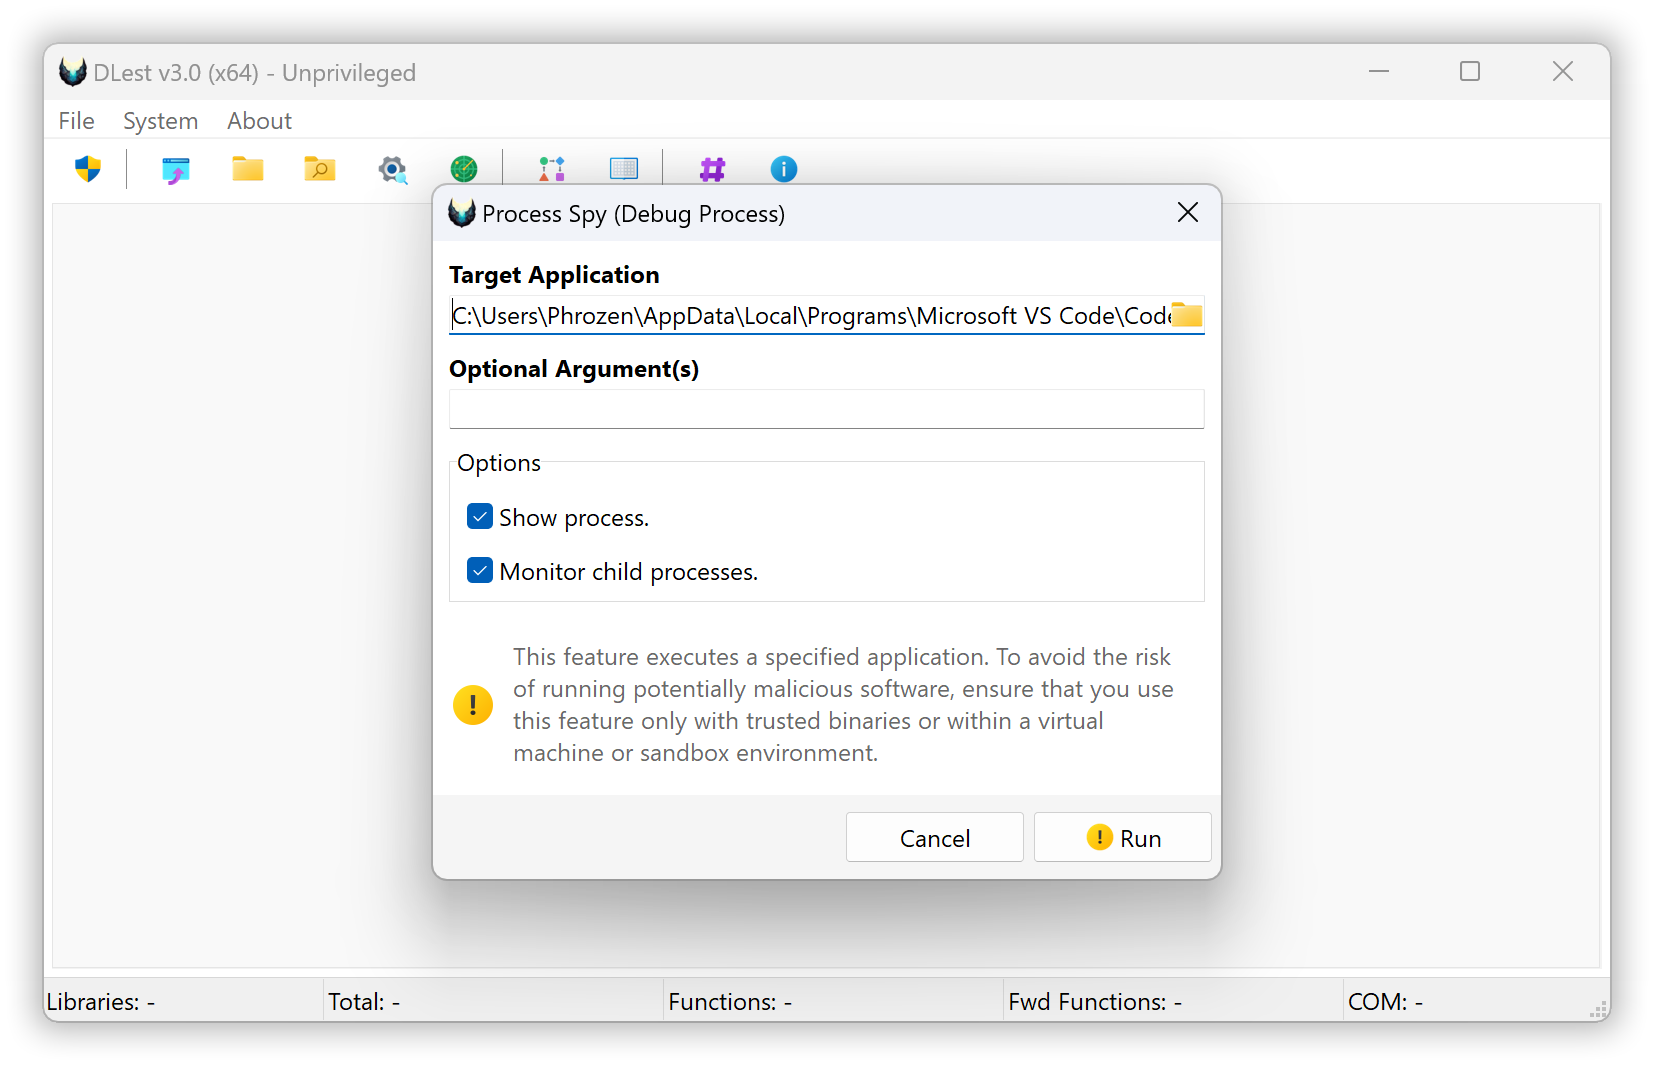 DLest v3.0 (x64) - Unprivileged
File System About
Process Spy (Debug Process)
Target Application
C:\Users\Phrozen\AppData\Local\Programs\Microsoft VS Code\Code
Optional Argument(s)
Options
Show process.
Monitor child processes.
This feature executes a specified application. To avoid the risk
of running potentially malicious software, ensure that you use
this feature only with trusted binaries or within a virtual
machine or sandbox environment.
Cancel
Run
Libraries: - Total: - Functions: - Fwd Functions: - COM: -